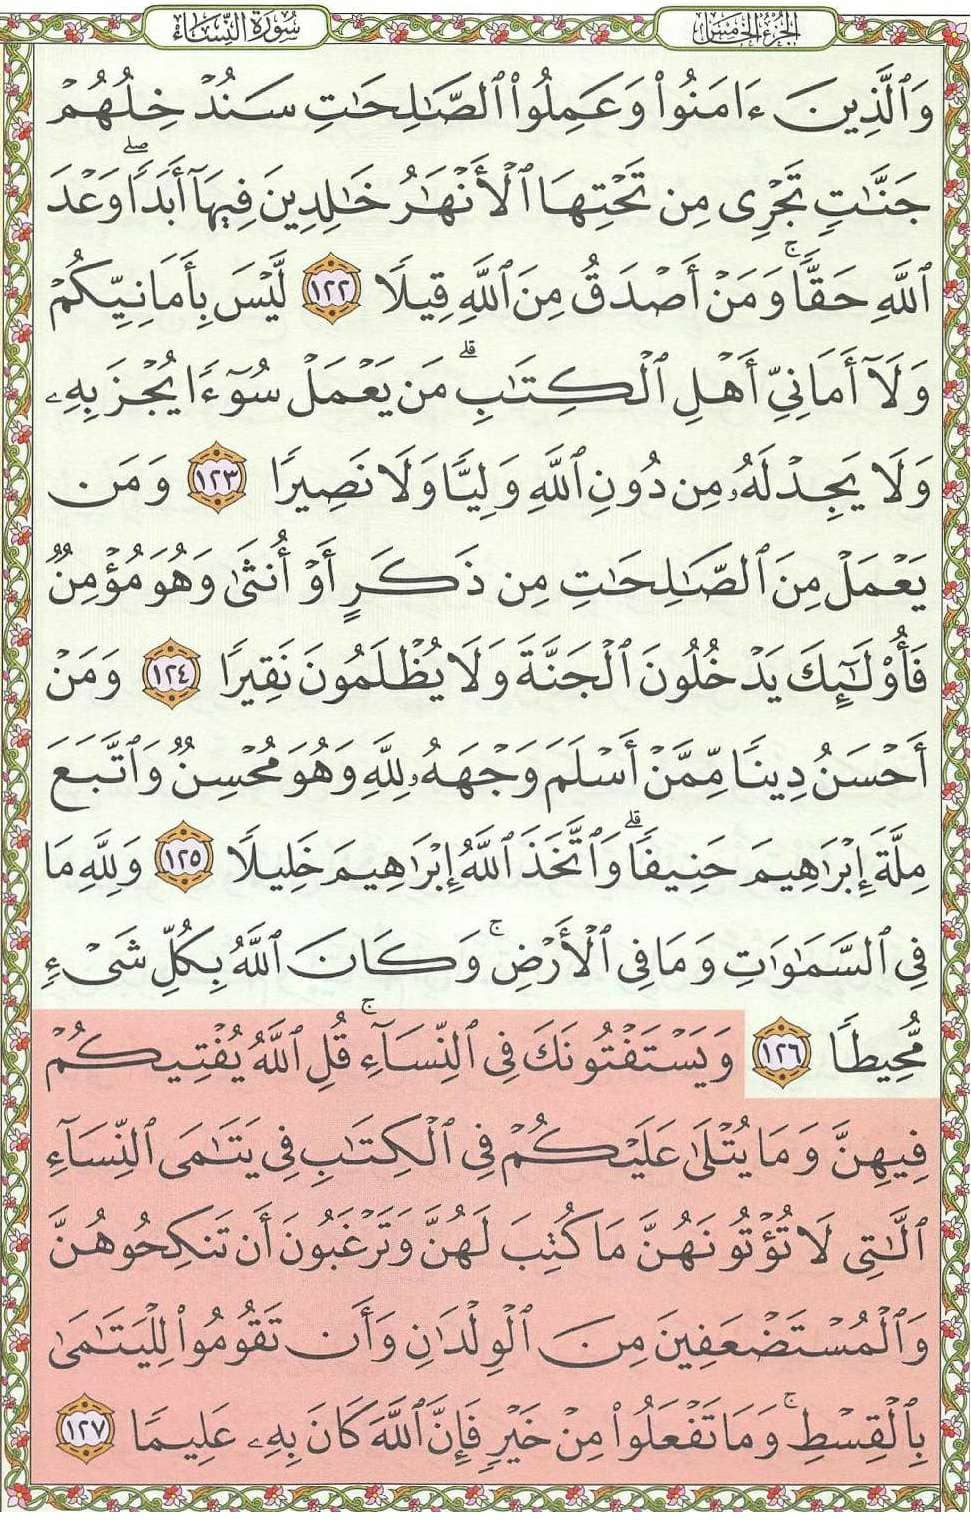 سُورَةُ النِّسَاءِ
الجُزْءُ الخَامِسُ
وَٱلَّذِينَ ءَامَنُوا۟ وَعَمِلُوا۟ ٱلصَّـٰلِحَـٰتِ سَنُدْخِلُهُمْ
جَنَّـٰتٍ تَجْرِى مِن تَحْتِهَا ٱلْأَنْهَـٰرُ خَـٰلِدِينَ فِيهَآ أَبَدًا ۖ وَعْدَ
ٱللَّهِ حَقًّا ۚ وَمَنْ أَصْدَقُ مِنَ ٱللَّهِ قِيلًا ١٢٢ لَّيْسَ بِأَمَانِيِّكُمْ
وَلَآ أَمَانِىِّ أَهْلِ ٱلْكِتَـٰبِ ۗ مَن يَعْمَلْ سُوٓءًا يُجْزَ بِهِۦ
وَلَا يَجِدْ لَهُۥ مِن دُونِ ٱللَّهِ وَلِيًّا وَلَا نَصِيرًا ١٢٣ وَمَن
يَعْمَلْ مِنَ ٱلصَّـٰلِحَـٰتِ مِن ذَكَرٍ أَوْ أُنثَىٰ وَهُوَ مُؤْمِنٌ
فَأُو۟لَـٰٓئِكَ يَدْخُلُونَ ٱلْجَنَّةَ وَلَا يُظْلَمُونَ نَقِيرًا ١٢٤ وَمَنْ
أَحْسَنُ دِينًا مِّمَّنْ أَسْلَمَ وَجْهَهُۥ لِلَّهِ وَهُوَ مُحْسِنٌ وَٱتَّبَعَ
مِلَّةَ إِبْرَٰهِيمَ حَنِيفًا ۗ وَٱتَّخَذَ ٱللَّهُ إِبْرَٰهِيمَ خَلِيلًا ١٢٥ وَلِلَّهِ مَا
فِى ٱلسَّمَـٰوَٰتِ وَمَا فِى ٱلْأَرْضِ ۚ وَكَانَ ٱللَّهُ بِكُلِّ شَىْءٍ
مُّحِيطًا ١٢٦ وَيَسْتَفْتُونَكَ فِى ٱلنِّسَآءِ ۖ قُلِ ٱللَّهُ يُفْتِيكُمْ
فِيهِنَّ وَمَا يُتْلَىٰ عَلَيْكُمْ فِى ٱلْكِتَـٰبِ فِى يَتَـٰمَى ٱلنِّسَآءِ
ٱلَّـٰتِى لَا تُؤْتُونَهُنَّ مَا كُتِبَ لَهُنَّ وَتَرْغَبُونَ أَن تَنكِحُوهُنَّ
وَٱلْمُسْتَضْعَفِينَ مِنَ ٱلْوِلْدَٰنِ وَأَن تَقُومُوا۟ لِلْيَتَـٰمَىٰ
بِٱلْقِسْطِ ۚ وَمَا تَفْعَلُوا۟ مِنْ خَيْرٍ فَإِنَّ ٱللَّهَ كَانَ بِهِۦ عَلِيمًا ١٢٧